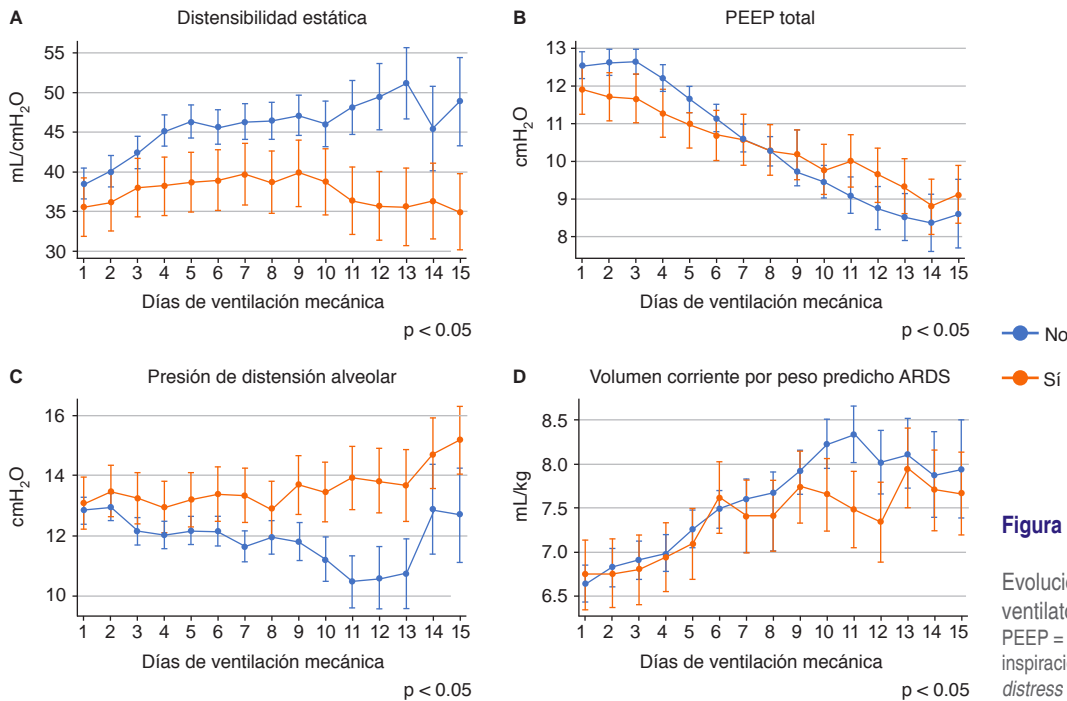 A Distensibilidad estática
mL/cmH2O
55
50
45
40
35
30
1 2 3 4 5 6 7 8 9 10 11 12 13 14 15
Días de ventilación mecánica
p < 0.05
B PEEP total
cmH2O
13
12
11
10
9
8
1 2 3 4 5 6 7 8 9 10 11 12 13 14 15
Días de ventilación mecánica
p < 0.05
C Presión de distensión alveolar
cmH2O
16
14
12
10
1 2 3 4 5 6 7 8 9 10 11 12 13 14 15
Días de ventilación mecánica
p < 0.05
D Volumen corriente por peso predicho ARDS
mL/kg
8.5
8.0
7.5
7.0
6.5
1 2 3 4 5 6 7 8 9 10 11 12 13 14 15
Días de ventilación mecánica
p < 0.05
No
Sí
Figura
Evolució
ventilato
PEEP =
inspiració
distress